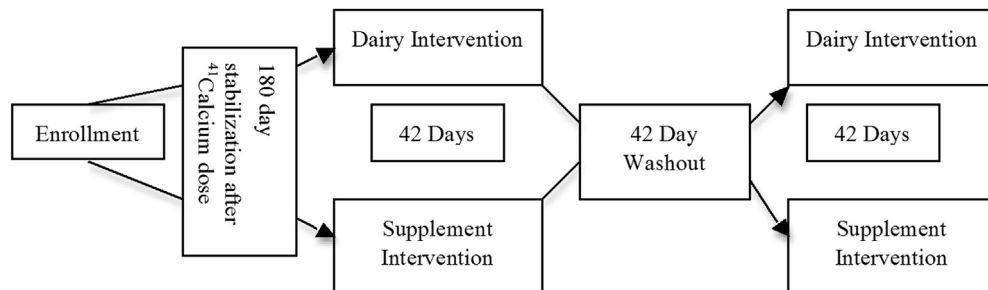 Enrollment
180 day
stabilization after
⁴¹Calcium dose
Dairy Intervention
42 Days
Supplement
Intervention
42 Day
Washout
Dairy Intervention
42 Days
Supplement
Intervention